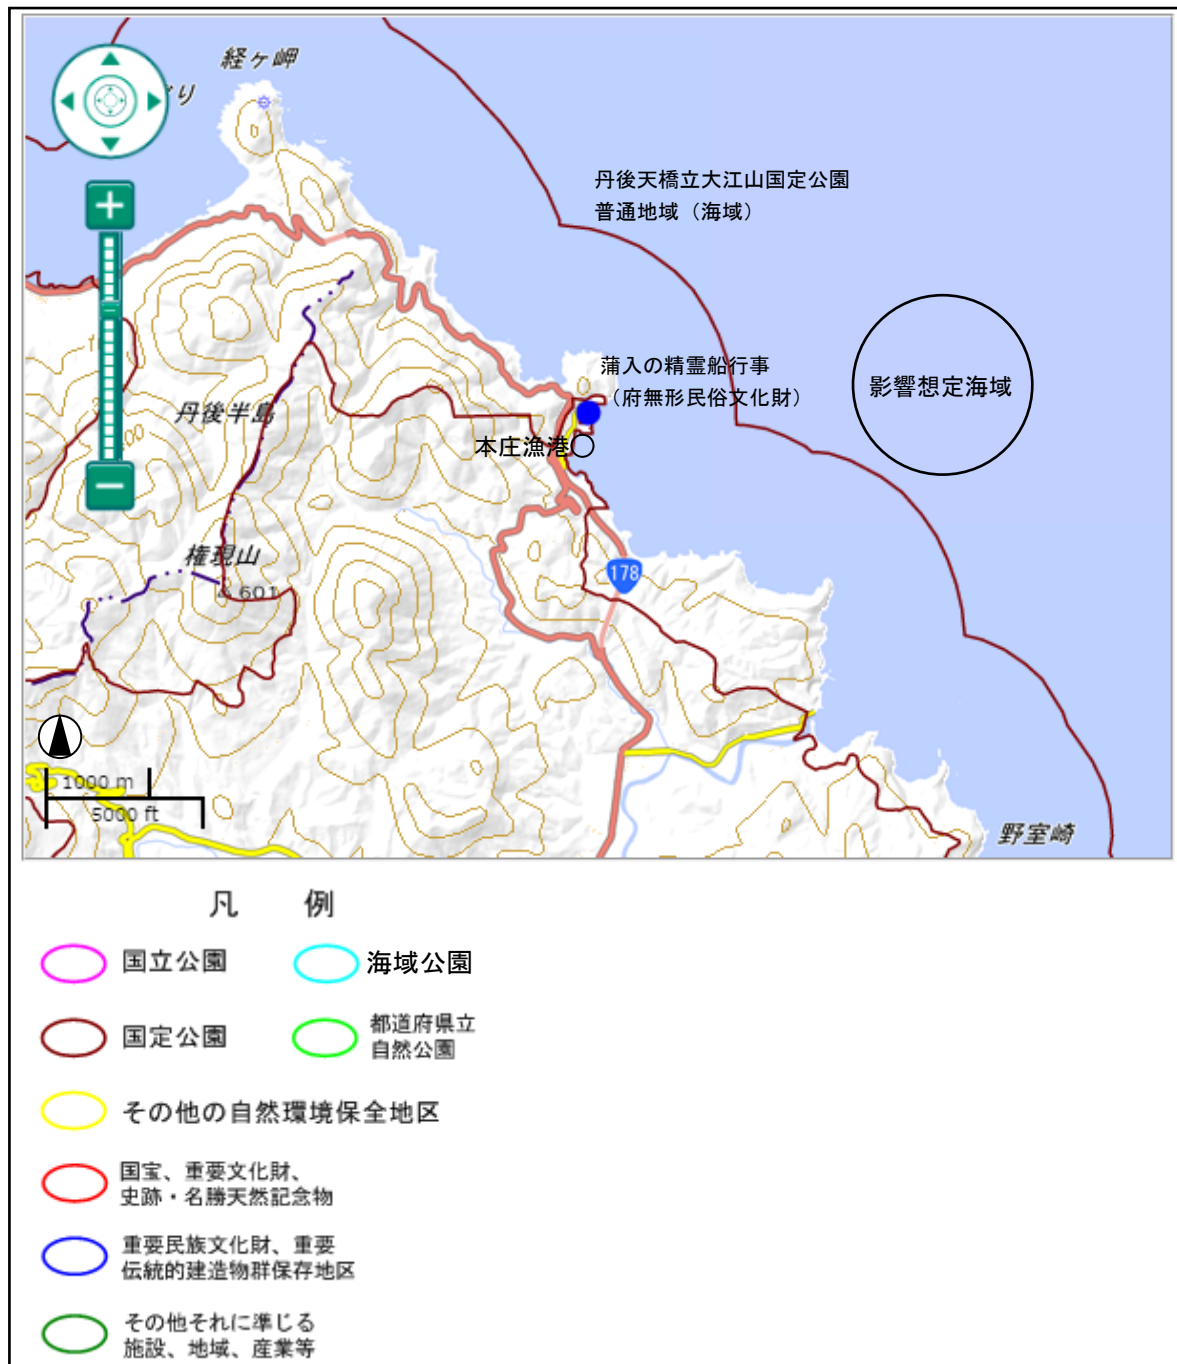 経ヶ岬
り
丹後天橋立大江山国定公園
普通地域（海域）
蒲入の精霊船行事
（府無形民俗文化財）
影響想定海域
丹後半島
本庄漁港
権現山
601
178
1000 m
5000 ft
野室崎
凡 例
国立公園
海域公園
国定公園
都道府県立
自然公園
その他の自然環境保全地区
国宝、重要文化財、
史跡・名勝天然記念物
重要民族文化財、重要
伝統的建造物群保存地区
その他それに準じる
施設、地域、産業等